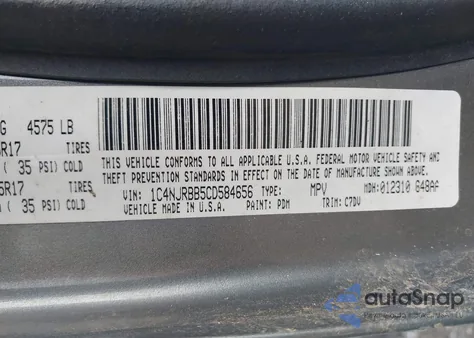 G 4575 LB
R17 TIRES
( 35 PSI) COLD
5R17 TIRES
( 35 PSI) COLD
THIS VEHICLE CONFORMS TO ALL APPLICABLE U.S.A. FEDERAL MOTOR VEHICLE SAFETY AND
THEFT PREVENTION STANDARDS IN EFFECT ON THE DATE OF MANUFACTURE SHOWN ABOVE.
VIN: 1C4NJRBB5CD584656 TYPE: MPV MDH: 012310 848AF
VEHICLE MADE IN U.S.A. PAINT: PDM TRIM: C7DV
autoSnap